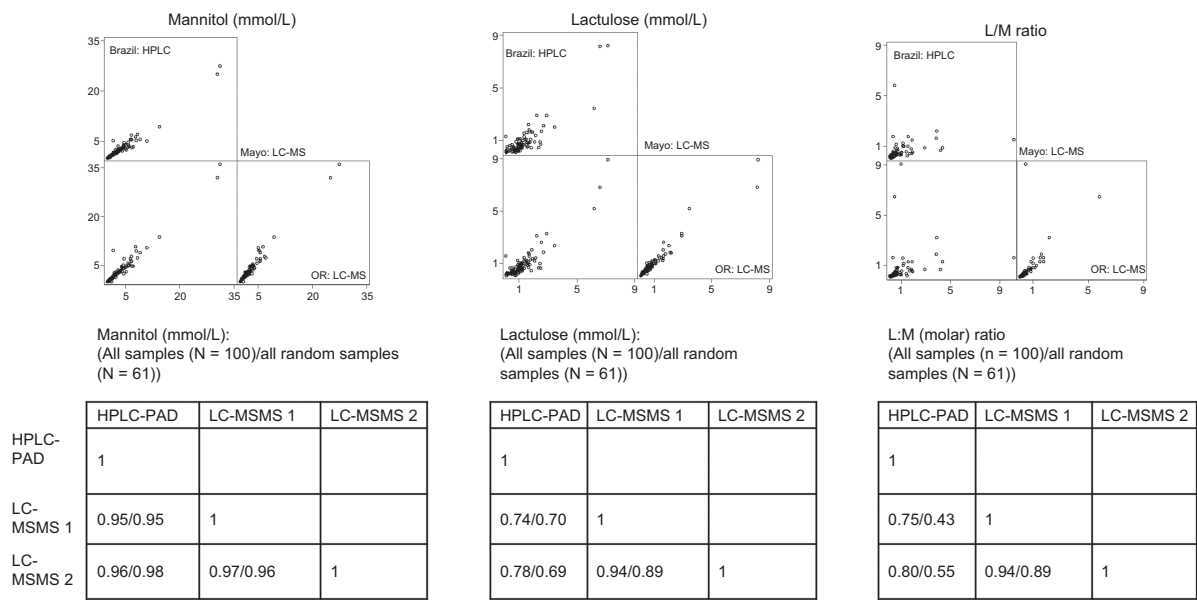 Mannitol (mmol/L)
35
Brazil: HPLC
20
5
Mayo: LC-MS
35
20
5
OR: LC-MS
5 20 35 5 20 35
Lactulose (mmol/L)
9
Brazil: HPLC
5
1
Mayo: LC-MS
9
5
1
OR: LC-MS
1 5 9 1 5 9
L/M ratio
9
Brazil: HPLC
5
1
Mayo: LC-MS
9
5
1
OR: LC-MS
1 5 9 1 5 9
Mannitol (mmol/L):
(All samples (N = 100)/all random samples
(N = 61))
HPLC-PAD LC-MSMS 1 LC-MSMS 2
HPLC-
PAD
1
LC-
MSMS 1
0.95/0.95 1
LC-
MSMS 2
0.96/0.98 0.97/0.96 1
Lactulose (mmol/L):
(All samples (N = 100)/all random
samples (N = 61))
HPLC-PAD LC-MSMS 1 LC-MSMS 2
1
0.74/0.70 1
0.78/0.69 0.94/0.89 1
L:M (molar) ratio
(All samples (n = 100)/all random
samples (N = 61))
HPLC-PAD LC-MSMS 1 LC-MSMS 2
1
0.75/0.43 1
0.80/0.55 0.94/0.89 1